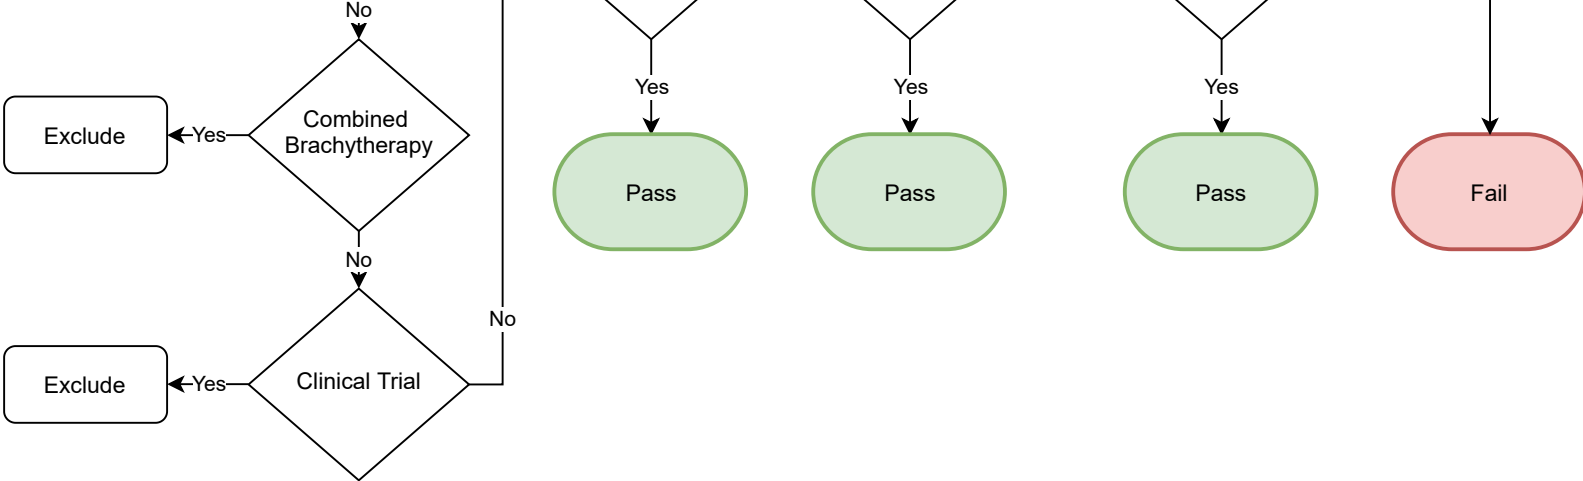 No
Yes
Yes
Yes
Combined
Brachytherapy
Exclude
Yes
Pass
Pass
Pass
Fail
No
No
Clinical Trial
Exclude
Yes